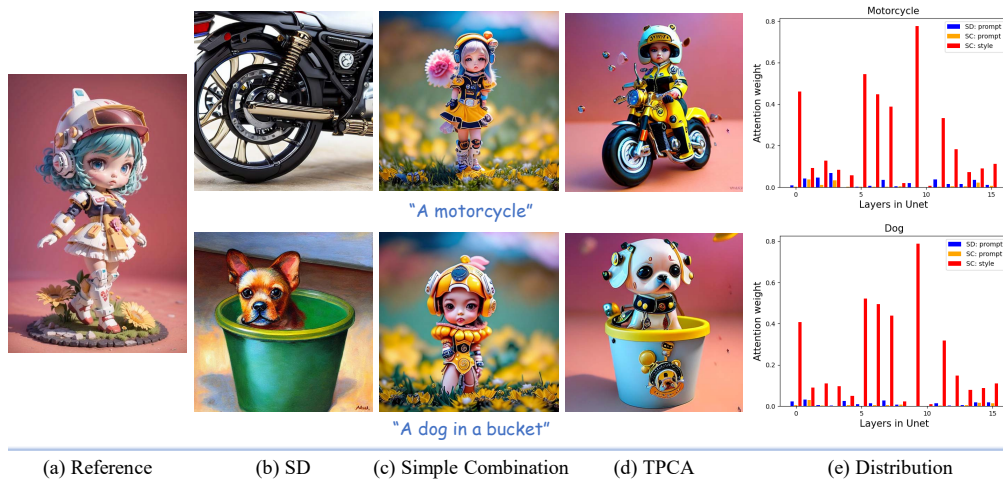 Motorcycle
SD: prompt
SC: prompt
SC: style
Attention weight
0.8
0.6
0.4
0.2
0.0
0 5 10 15
Layers in Unet
"A motorcycle"
Dog
SD: prompt
SC: prompt
SC: style
Attention weight
0.8
0.6
0.4
0.2
0.0
0 5 10 15
Layers in Unet
"A dog in a bucket"
(a) Reference (b) SD (c) Simple Combination (d) TPCA (e) Distribution